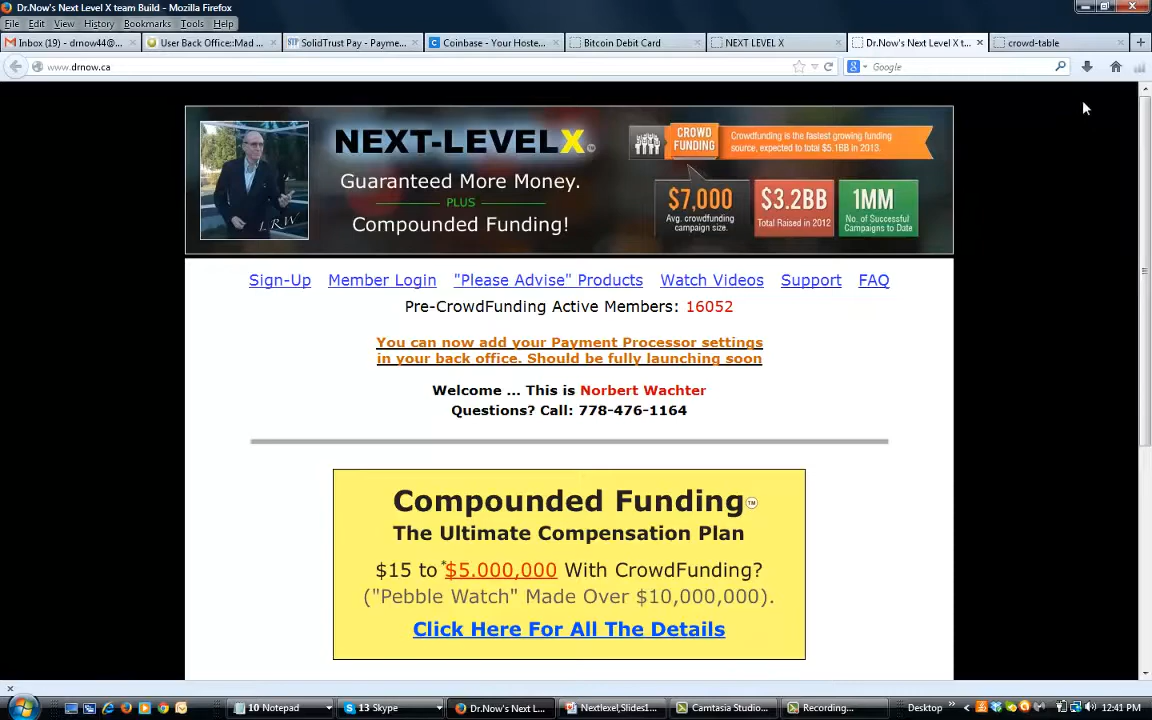 Dr.Now's Next Level X team Build - Mozilla Firefox
File Edit View History Bookmarks Tools Help
Inbox (19) - drnow44@...
User Back Office::Mad ...
SolidTrust Pay - Payme...
Coinbase - Your Hoste...
Bitcoin Debit Card
NEXT LEVEL X
Dr.Now's Next Level X t...
crowd-table
www.drnow.ca
Google
LRW
NEXT-LEVELX
TM
Guaranteed More Money.
PLUS
Compounded Funding!
CROWD
FUNDING
Crowdfunding is the fastest growing funding
source, expected to total $5.1BB in 2013.
$7,000
Avg. crowdfunding
campaign size.
$3.2BB
Total Raised in 2012
1MM
No. of Successful
Campaigns to Date
Sign-Up Member Login "Please Advise" Products Watch Videos Support FAQ
Pre-CrowdFunding Active Members: 16052
You can now add your Payment Processor settings
in your back office. Should be fully launching soon
Welcome ... This is Norbert Wachter
Questions? Call: 778-476-1164
Compounded Funding TM
The Ultimate Compensation Plan
$15 to *$5.000,000 With CrowdFunding?
("Pebble Watch" Made Over $10,000,000).
Click Here For All The Details
10 Notepad
13 Skype
Dr.Now's Next L...
Nextlexel,Slides1...
Camtasia Studio...
Recording...
Desktop
12:41 PM